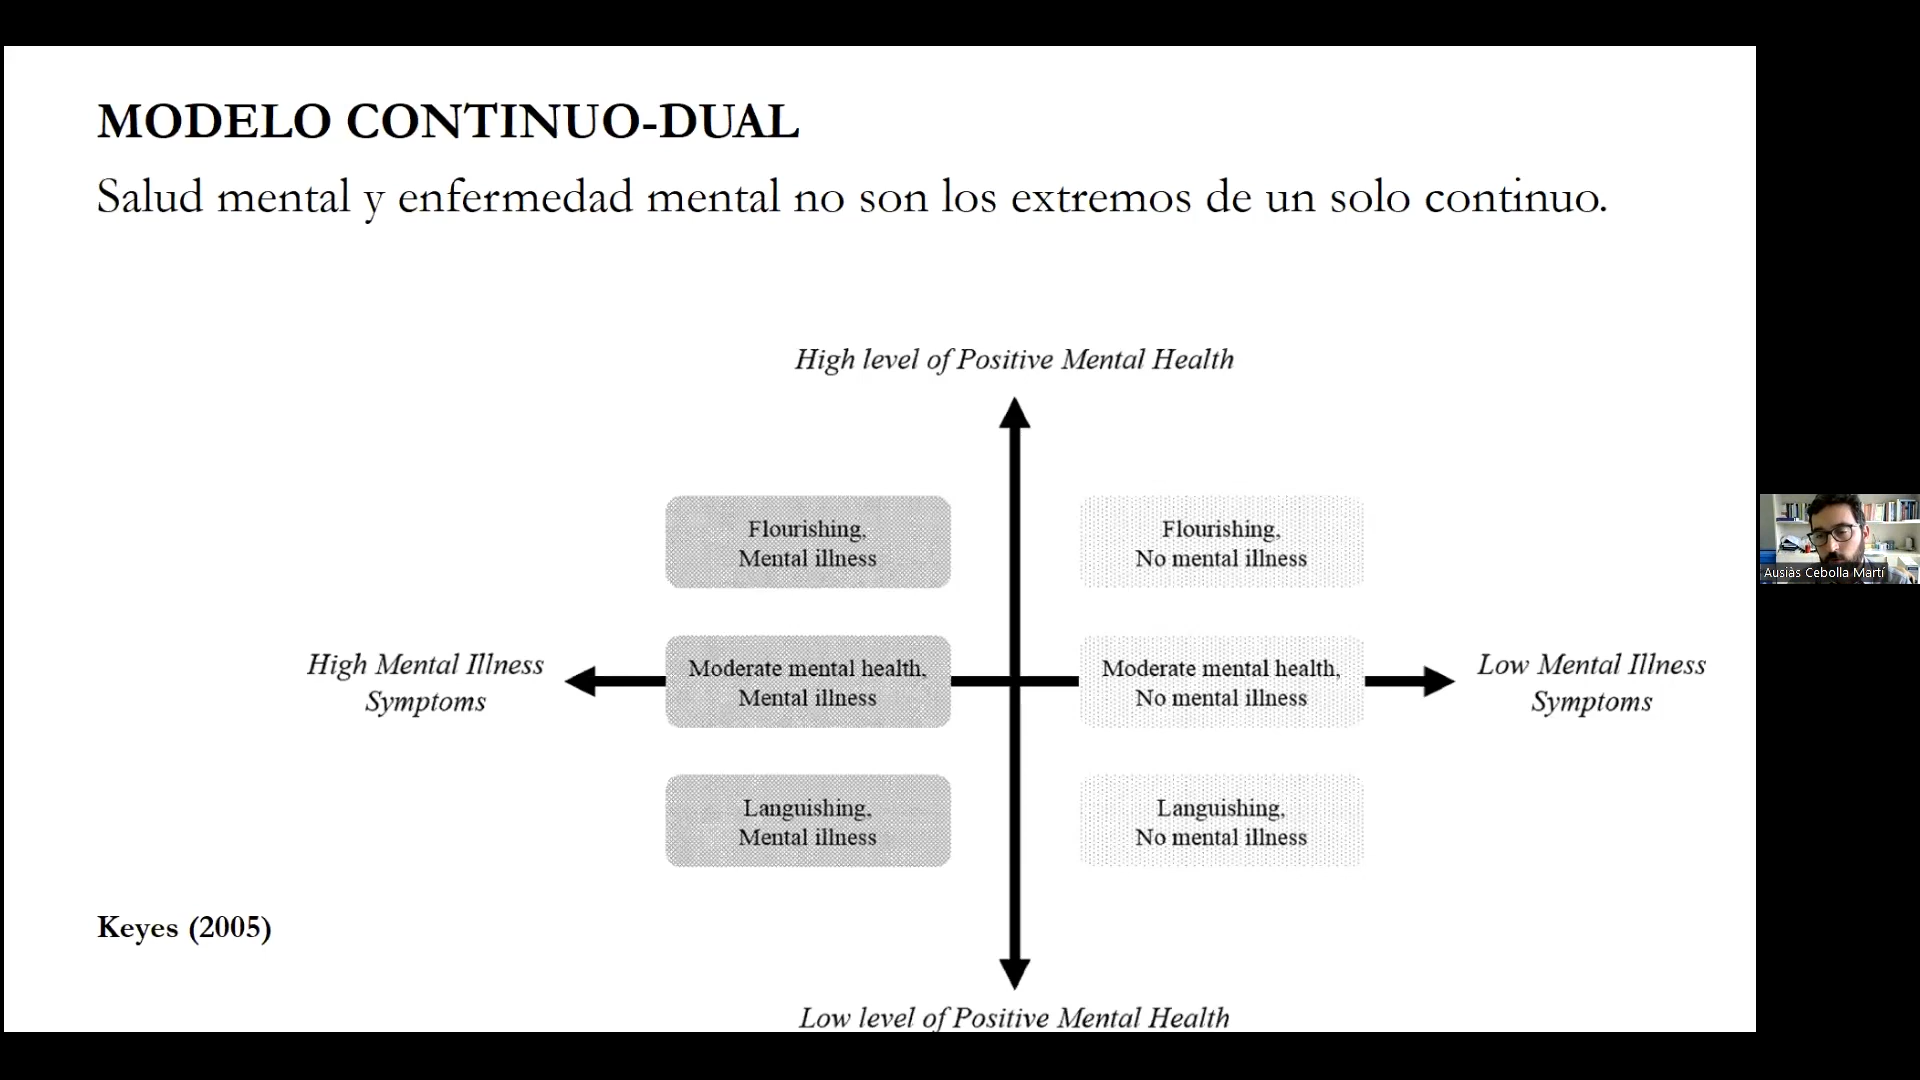 MODELO CONTINUO-DUAL
Salud mental y enfermedad mental no son los extremos de un solo continuo.
High level of Positive Mental Health
Flourishing,
Mental illness
Flourishing,
No mental illness
High Mental Illness
Symptoms
Moderate mental health,
Mental illness
Moderate mental health,
No mental illness
Low Mental Illness
Symptoms
Languishing,
Mental illness
Languishing,
No mental illness
Keyes (2005)
Low level of Positive Mental Health
Ausiàs Cebolla Martí